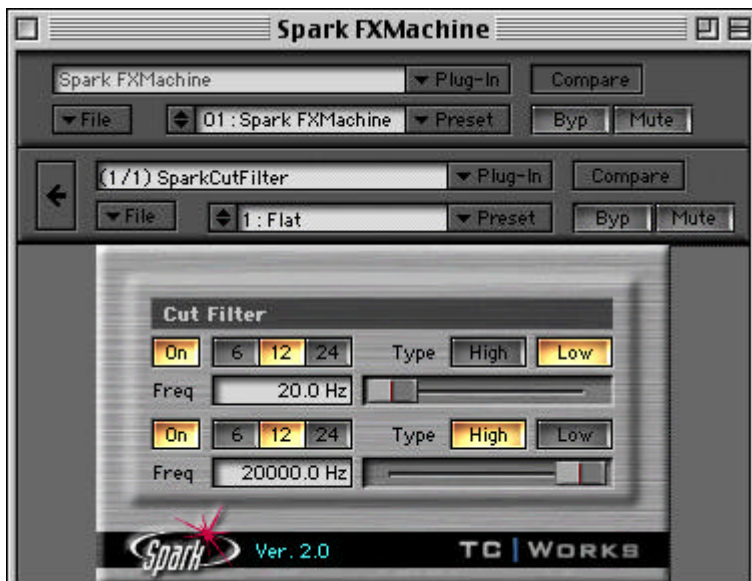 Spark FXMachine
Spark FXMachine Plug-In Compare
File 01 : Spark FXMachine Preset Byp Mute
(1/1) SparkCutFilter Plug-In Compare
File 1 : Flat Preset Byp Mute
Cut Filter
On 6 12 24 Type High Low
Freq 20.0 Hz
On 6 12 24 Type High Low
Freq 20000.0 Hz
Spark Ver. 2.0 TC | WORKS